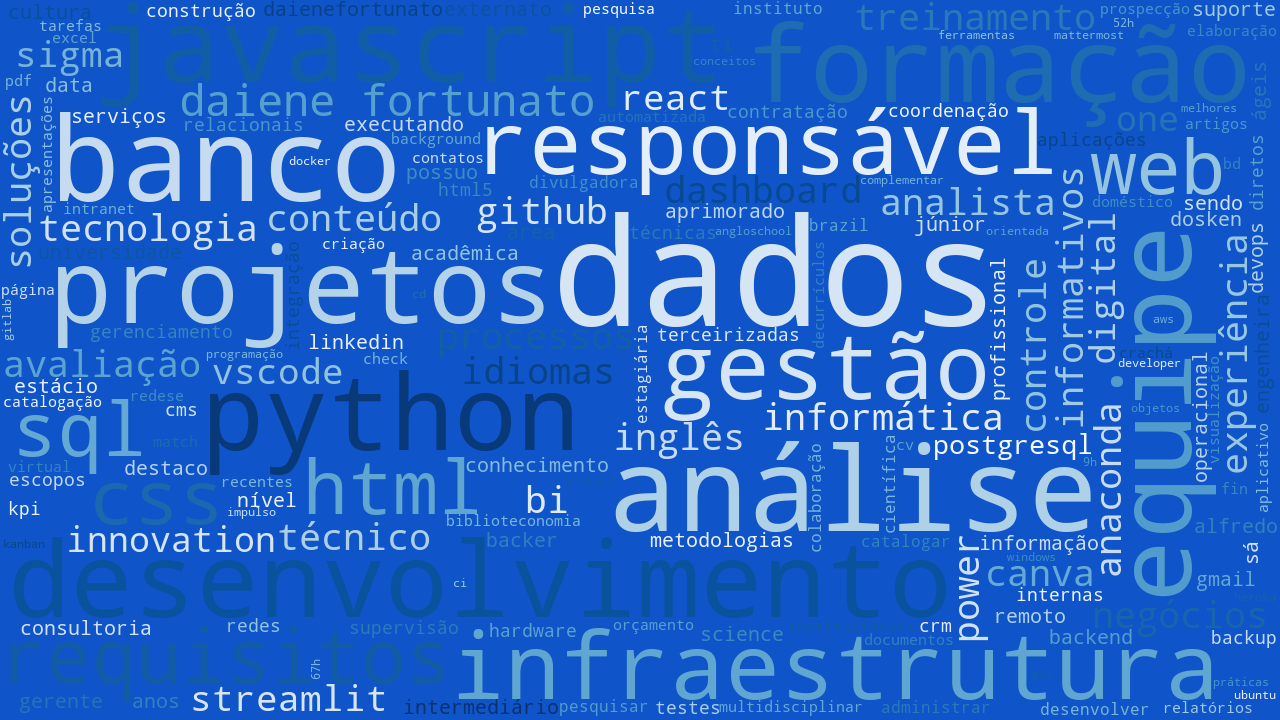 cultura
construção
daienefortunato
externato
pesquisa
instituto
treinamento
prospecção
suporte
tarefas
excel
javascript
formação
52h
ferramentas
mattermost
elaboração
sigma
conceitos
pdf
data
daiene fortunato
react
contratação
coordenação
one
melhores
artigos
ágeis
soluções
apresentações
serviços
relacionais
executando
background
automatizada
responsável
aplicações
banco
docker
contatos
possuo
html5
divulgadora
dashboard
complementar
web
bd
diretos
intranet
tecnologia
conteúdo
github
aprimorado
analista
informativos
doméstico
sendo
dosken
universidade
criação
acadêmica
área
técnicas
angloschool
brazil
júnior
orientada
digital
devops
projetos
dados
integração
cd
decurrículos
profissional
controle
equipe
experiência
página
gitlab
gerenciamento
linkedin
processos
terceirizadas
gestão
aws
engenheira
avaliação
programação
check
vscode
idiomas
estagiária
crachá
developer
estácio
catalogação
redese
cms
python
informática
anaconda
objetos
operacional
visualização
sql
match
inglês
postgresql
cv
aplicativo
virtual
escopos
destaco
recentes
html
conhecimento
análise
colaboração
científica
9h
fin
kpi
css
nível
impulso
bi
biblioteconomia
alfredo
kanban
innovation
técnico
backer
metodologias
catalogar
power
informação
windows
sá
desenvolvimento
ci
canva
gmail
internas
consultoria
redes
supervisão
hardware
orçamento
science
crm
documentos
remoto
negócios
backend
backup
requisitos
67h
infraestrutura
gerente
anos
streamlit
intermediário
pesquisar
testes
multidisciplinar
administrar
desenvolver
práticas
ubuntu
relatórios